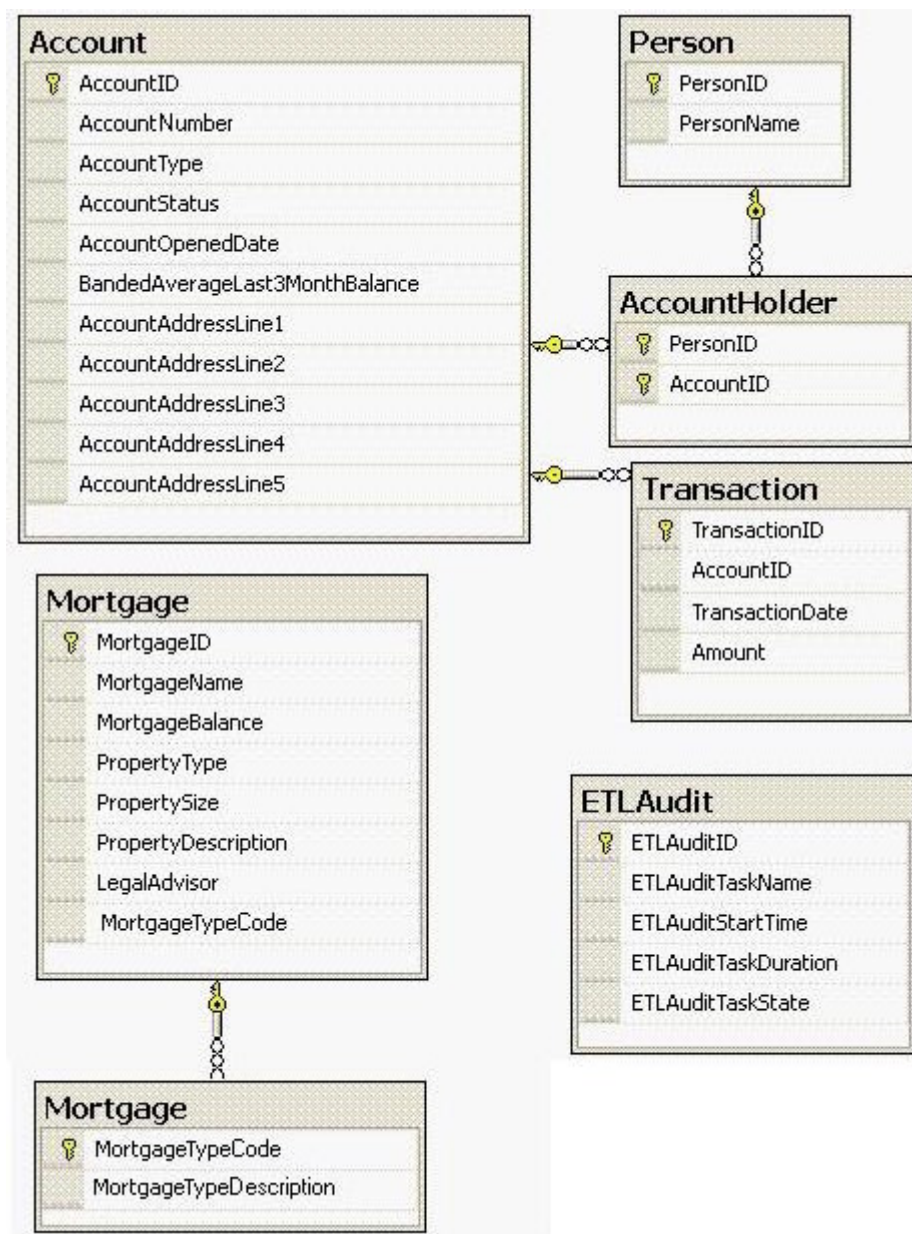 Account
AccountID
AccountNumber
AccountType
AccountStatus
AccountOpenedDate
BandedAverageLast3MonthBalance
AccountAddressLine1
AccountAddressLine2
AccountAddressLine3
AccountAddressLine4
AccountAddressLine5
Person
PersonID
PersonName
AccountHolder
PersonID
AccountID
Transaction
TransactionID
AccountID
TransactionDate
Amount
Mortgage
MortgageID
MortgageName
MortgageBalance
PropertyType
PropertySize
PropertyDescription
LegalAdvisor
MortgageTypeCode
ETLAudit
ETLAuditID
ETLAuditTaskName
ETLAuditStartTime
ETLAuditTaskDuration
ETLAuditTaskState
Mortgage
MortgageTypeCode
MortgageTypeDescription